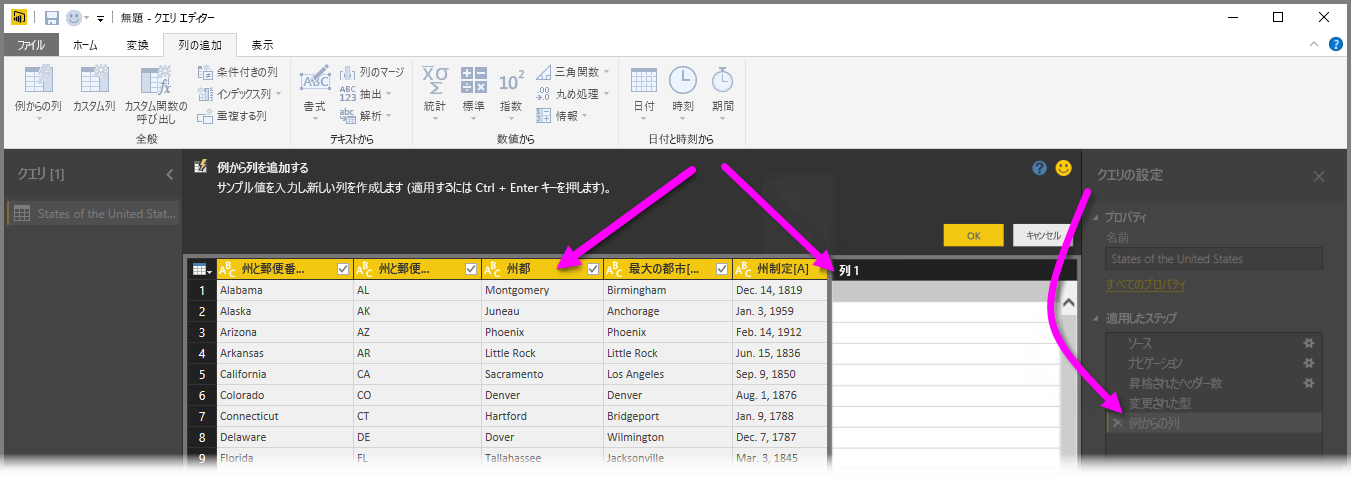 無題 - クエリ エディター
ファイル ホーム 変換 列の追加 表示
例からの列 カスタム列 カスタム関数の呼び出し
条件付きの列
インデックス列
重複する列
全般
書式
列のマージ
抽出
解析
テキストから
統計 標準 指数
三角関数
丸め処理
情報
数値から
日付 時刻 期間
日付と時刻から
クエリ [1]
States of the United Stat...
例から列を追加する
サンプル値を入力し新しい列を作成します (適用するには Ctrl + Enter キーを押します)。
OK キャンセル
州と郵便番... 州と郵便... 州都 最大の都市[... 州制定[A] 列 1
1 Alabama AL Montgomery Birmingham Dec. 14, 1819
2 Alaska AK Juneau Anchorage Jan. 3, 1959
3 Arizona AZ Phoenix Phoenix Feb. 14, 1912
4 Arkansas AR Little Rock Little Rock Jun. 15, 1836
5 California CA Sacramento Los Angeles Sep. 9, 1850
6 Colorado CO Denver Denver Aug. 1, 1876
7 Connecticut CT Hartford Bridgeport Jan. 9, 1788
8 Delaware DE Dover Wilmington Dec. 7, 1787
9 Florida FL Tallahassee Jacksonville Mar. 3, 1845
クエリの設定
プロパティ
名前
States of the United States
すべてのプロパティ
適用したステップ
ソース
ナビゲーション
昇格されたヘッダー数
変更された型
例からの列